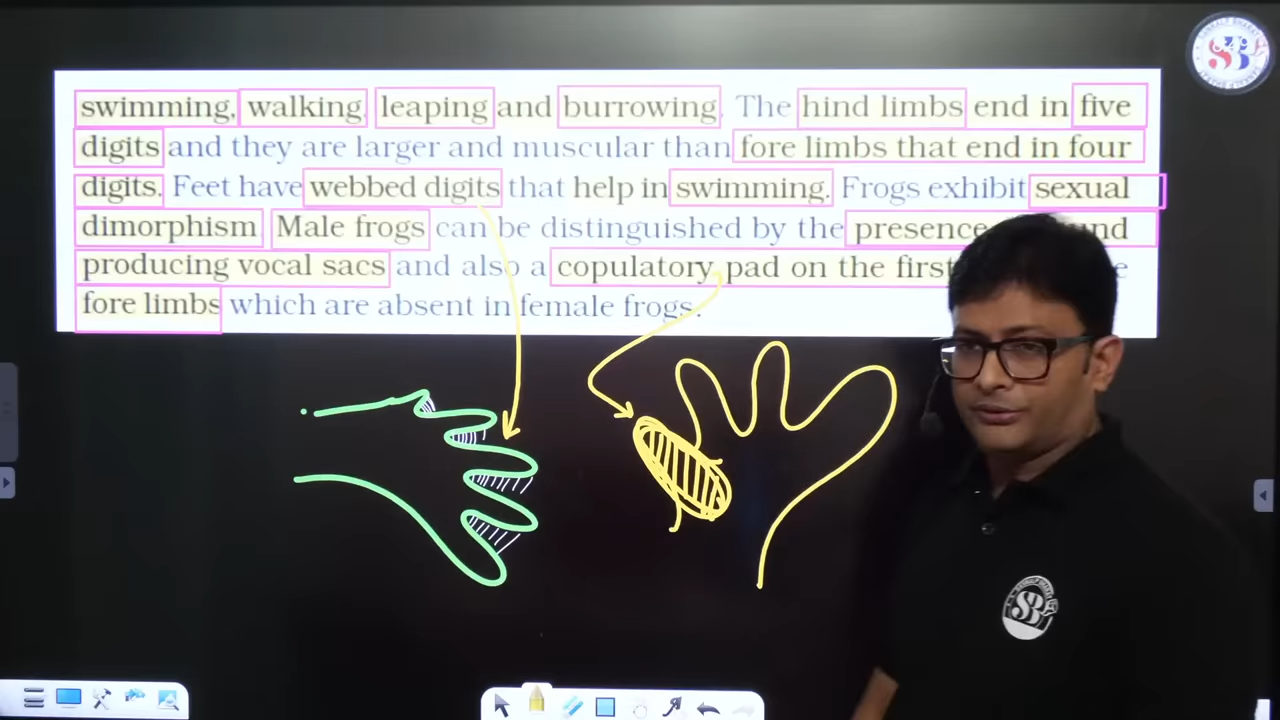 swimming, walking, leaping and burrowing. The hind limbs end in five
digits and they are larger and muscular than fore limbs that end in four
digits. Feet have webbed digits that help in swimming. Frogs exhibit sexual
dimorphism. Male frogs can be distinguished by the presence
producing vocal sacs and also a copulatory pad on the first
fore limbs which are absent in female frogs.
SB